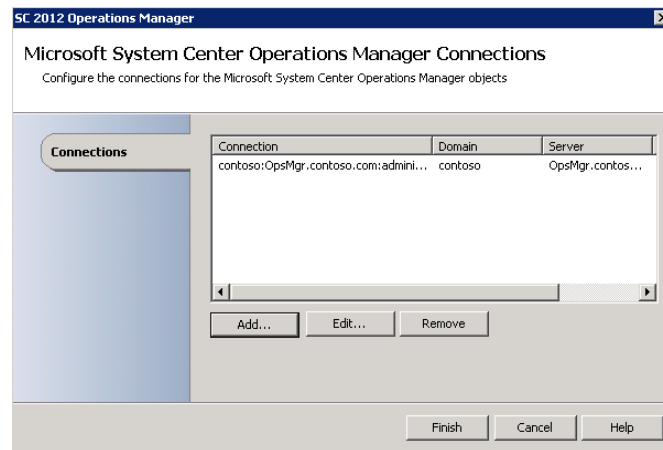 SC 2012 Operations Manager
Microsoft System Center Operations Manager Connections
Configure the connections for the Microsoft System Center Operations Manager objects
Connections
Connection Domain Server
contoso:OpsMgr.contoso.com:admini... contoso OpsMgr.contos...
Add... Edit... Remove
Finish Cancel Help